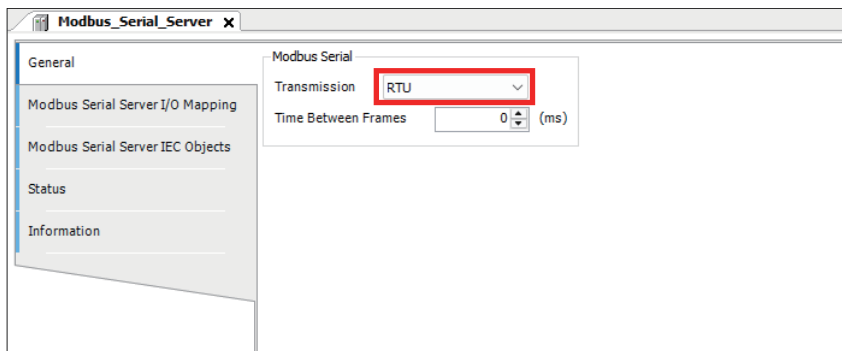 Modbus_Serial_Server x
General
Modbus Serial Server I/O Mapping
Modbus Serial Server IEC Objects
Status
Information
Modbus Serial
Transmission RTU
Time Between Frames 0 (ms)